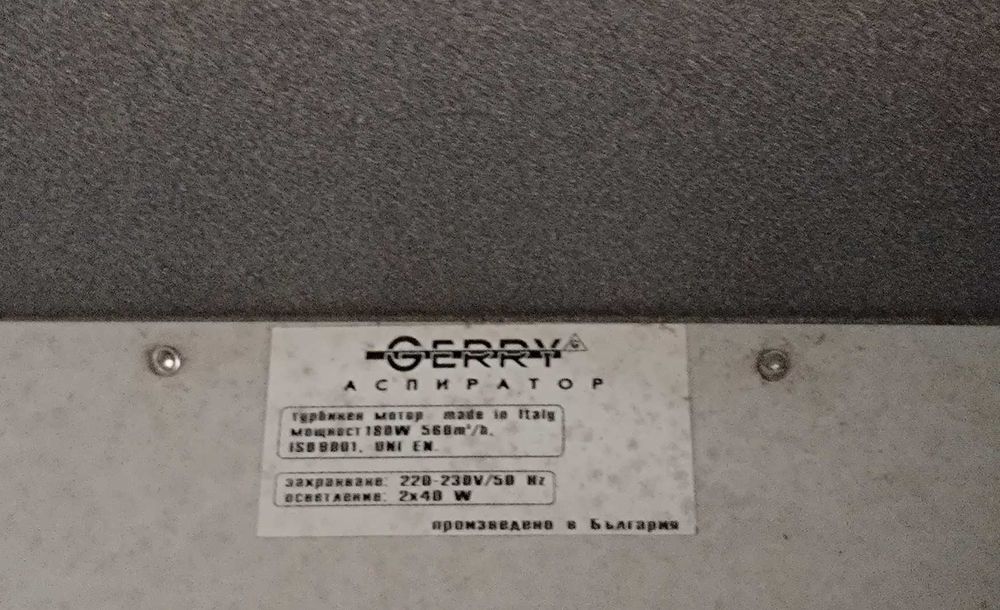 GERRY
АСПИРАТОР
турбинен мотор made in Italy
мощност 180W 560m³/h,
ISO 9001, UNI EN.
захранване: 220-230V/50 Hz
осветление: 2x40 W
произведено в България